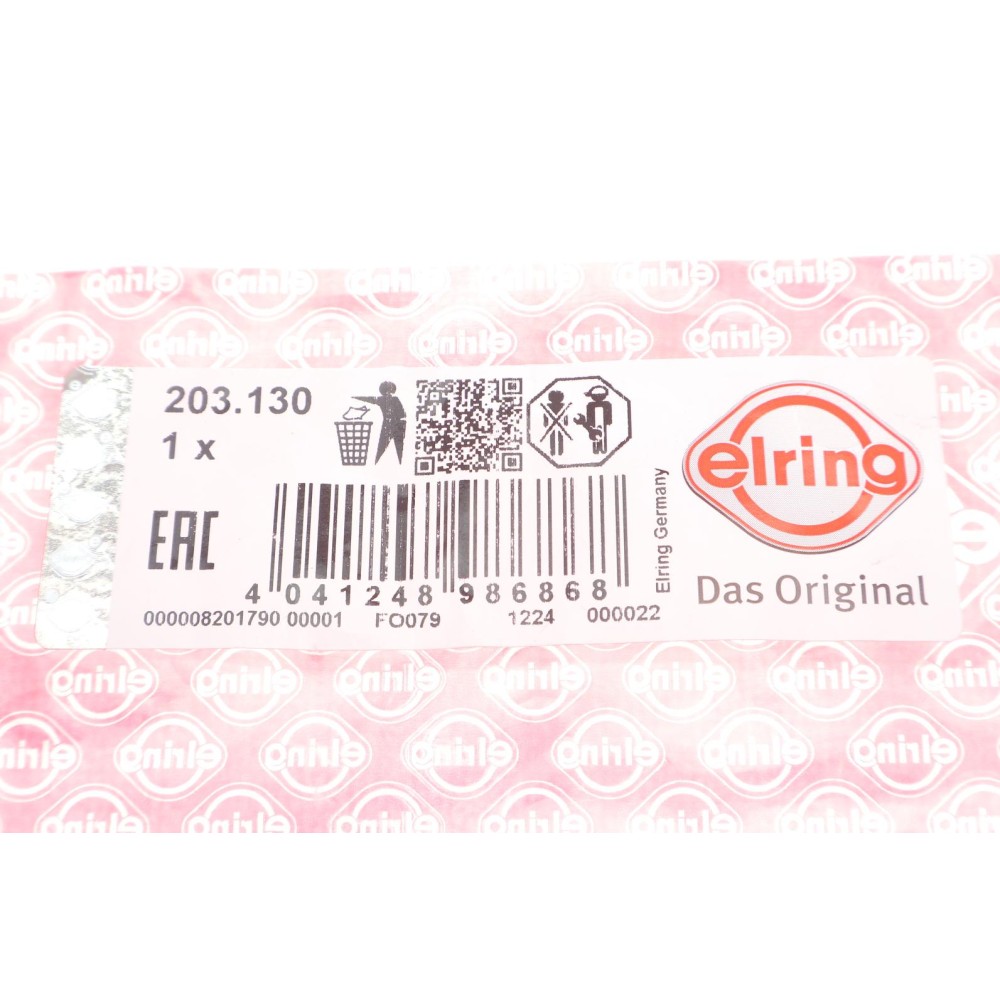 203.130
1 x
EAC
4 041248 986868
000008201790 00001 FO079 1224 000022
Elring Germany
elring
Das Original